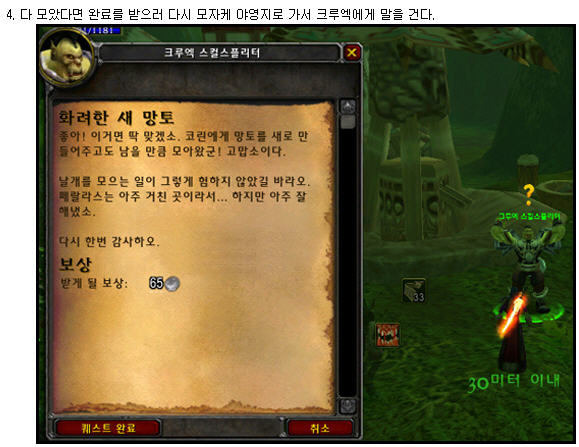 4. 다 모았다면 완료를 받으러 다시 모자케 야영지로 가서 크루엑에게 말을 건다.
1/1181
크루엑 스컬스플리터
화려한 새 망토
좋아! 이거면 딱 맞겠소. 코린에게 망토를 새로 만
들어주고도 남을 만큼 모아왔군! 고맙소이다.
날개를 모으는 일이 그렇게 험하지 않았길 바라오.
페랄라스는 아주 거친 곳이라서... 하지만 아주 잘
해냈소.
다시 한번 감사하오.
보상
받게 될 보상: 65
퀘스트 완료
취소
?
크루엑 스컬스플리터
33
30미터 이내